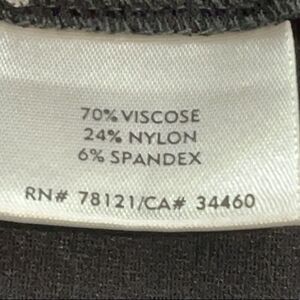 70% VISCOSE
24% NYLON
6% SPANDEX
RN# 78121/CA# 34460